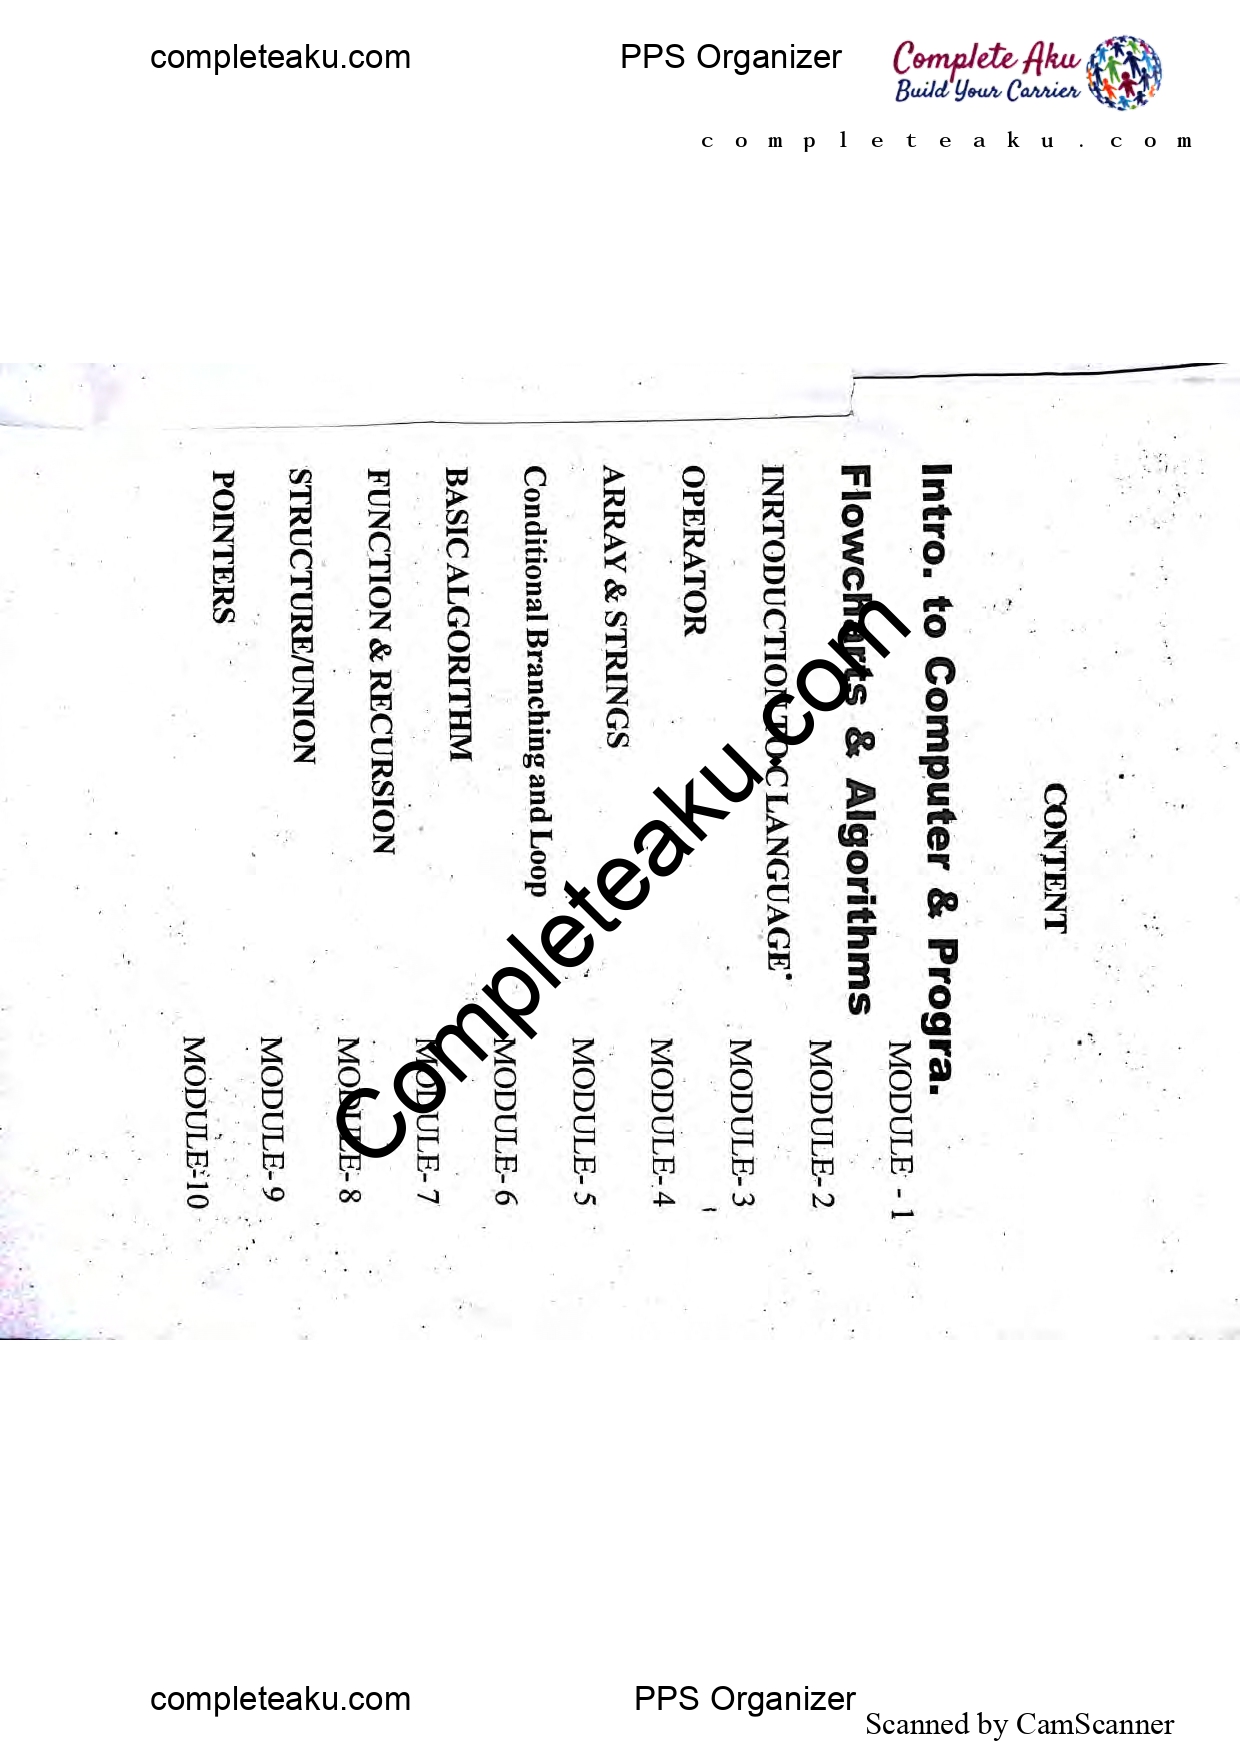 completeaku.com PPS Organizer
Complete Aku
Build Your Carrier
completeaku.com
CONTENT
Intro. to Computer & Progra. MODULE - 1
Flowcharts & Algorithms MODULE-2
INRTODUCTION TO C LANGUAGE MODULE-3
OPERATOR MODULE-4
ARRAY & STRINGS MODULE-5
Conditional Branching and Loop MODULE-6
BASIC ALGORITHM MODULE-7
FUNCTION & RECURSION MODULE-8
STRUCTURE/UNION MODULE-9
POINTERS MODULE-10
Completeaku.com
completeaku.com PPS Organizer
Scanned by CamScanner